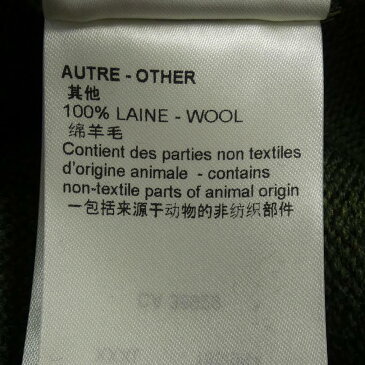 AUTRE - OTHER
其他
100% LAINE - WOOL
绵羊毛
Contient des parties non textiles
d'origine animale - contains
non-textile parts of animal origin
一包括来源于动物的非纺织部件